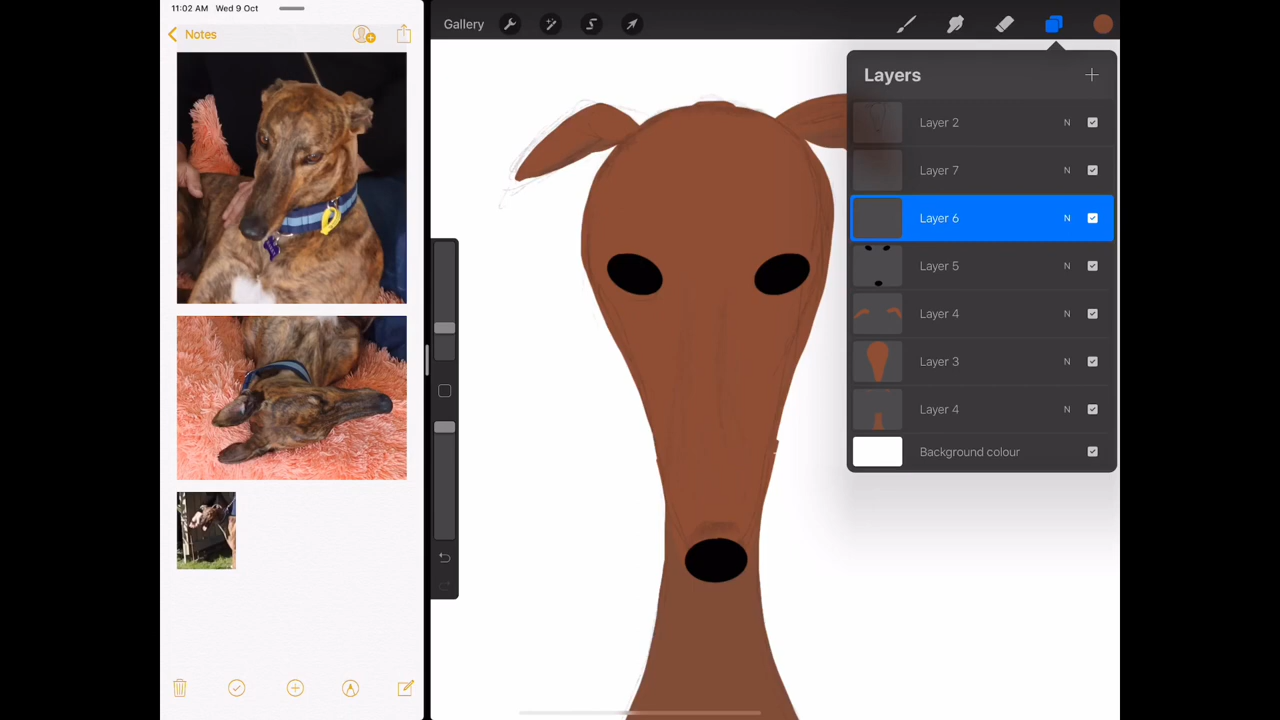 11:02 AM Wed 9 Oct
Notes
Gallery
Layers
Layer 2 N
Layer 7 N
Layer 6 N
Layer 5 N
Layer 4 N
Layer 3 N
Layer 4 N
Background colour